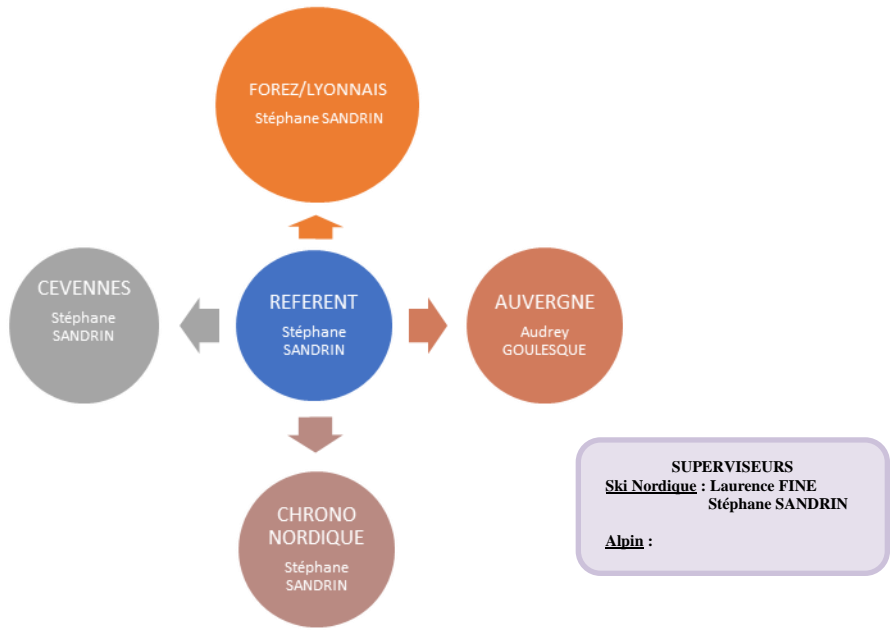 FOREZ/LYONNAIS
Stéphane SANDRIN
CEVENNES
Stéphane
SANDRIN
REFERENT
Stéphane
SANDRIN
AUVERGNE
Audrey
GOULESQUE
CHRONO
NORDIQUE
Stéphane
SANDRIN
SUPERVISEURS
Ski Nordique : Laurence FINE
Stéphane SANDRIN
Alpin :